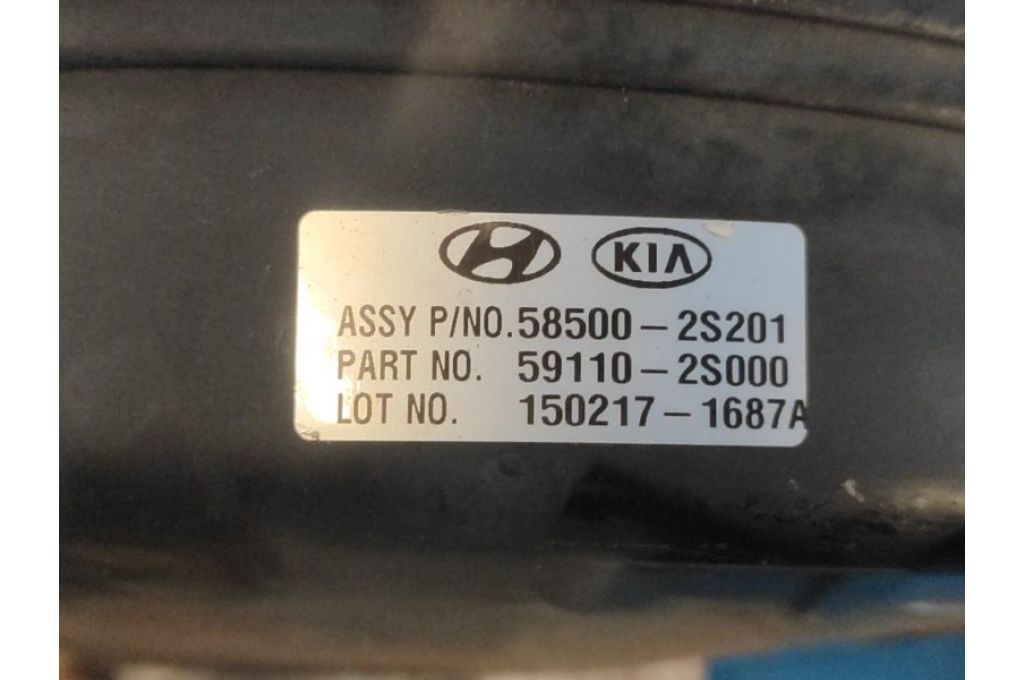 KIA
ASSY P/NO.58500-2S201
PART NO. 59110-2S000
LOT NO. 150217-1687A